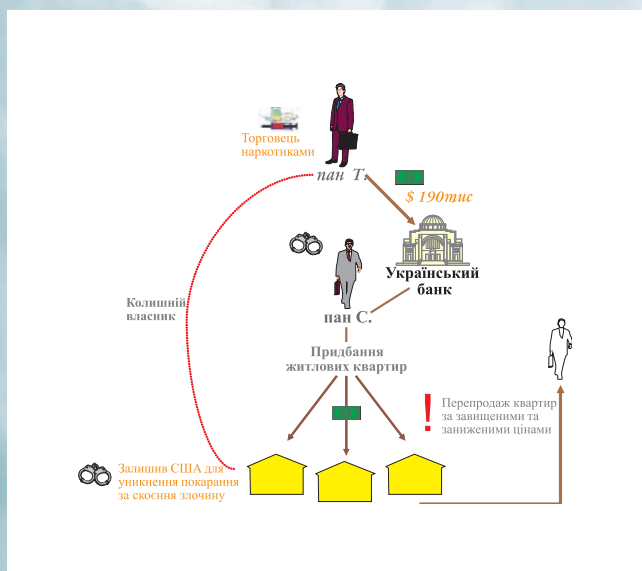 Торговець
наркотиками
пан Т.
$ 190тис
Український
банк
пан С.
Колишній
власник
Придбання
житлових квартир
!
Перепродаж квартир
за завищеними та
заниженими цінами
Залишив США для
уникнення покарання
за скоєння злочину